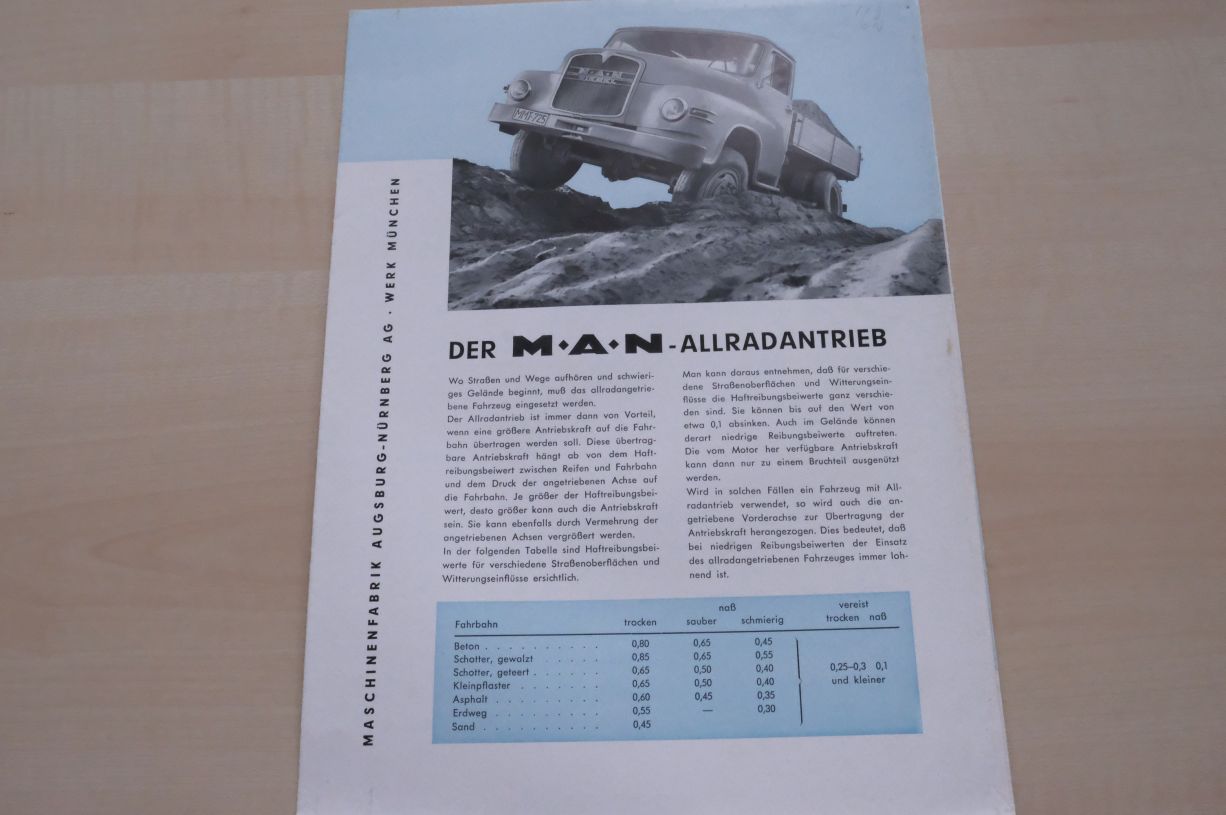 M·A·N
DIESEL
MMY-725
MASCHINENFABRIK AUGSBURG-NÜRNBERG AG · WERK MÜNCHEN
DER M·A·N-ALLRADANTRIEB
Wo Straßen und Wege aufhören und schwieri-
ges Gelände beginnt, muß das allradangetrie-
bene Fahrzeug eingesetzt werden.
Der Allradantrieb ist immer dann von Vorteil,
wenn eine größere Antriebskraft auf die Fahr-
bahn übertragen werden soll. Diese übertrag-
bare Antriebskraft hängt ab von dem Haft-
reibungsbeiwert zwischen Reifen und Fahrbahn
und dem Druck der angetriebenen Achse auf
die Fahrbahn. Je größer der Haftreibungsbei-
wert, desto größer kann auch die Antriebskraft
sein. Sie kann ebenfalls durch Vermehrung der
angetriebenen Achsen vergrößert werden.
In der folgenden Tabelle sind Haftreibungsbei-
werte für verschiedene Straßenoberflächen und
Witterungseinflüsse ersichtlich.
Man kann daraus entnehmen, daß für verschie-
dene Straßenoberflächen und Witterungsein-
flüsse die Haftreibungsbeiwerte ganz verschie-
den sind. Sie können bis auf den Wert von
etwa 0,1 absinken. Auch im Gelände können
derart niedrige Reibungsbeiwerte auftreten.
Die vom Motor her verfügbare Antriebskraft
kann dann nur zu einem Bruchteil ausgenützt
werden.
Wird in solchen Fällen ein Fahrzeug mit All-
radantrieb verwendet, so wird auch die an-
getriebene Vorderachse zur Übertragung der
Antriebskraft herangezogen. Dies bedeutet, daß
bei niedrigen Reibungsbeiwerten der Einsatz
des allradangetriebenen Fahrzeuges immer loh-
nend ist.
naß vereist
Fahrbahn trocken sauber schmierig trocken naß
Beton . . . . . . . . . . 0,80 0,65 0,45
Schotter, gewalzt . . . . . . 0,85 0,65 0,55
Schotter, geteert . . . . . . 0,65 0,50 0,40 0,25–0,3 0,1
Kleinpflaster . . . . . . . 0,65 0,50 0,40 und kleiner
Asphalt . . . . . . . . . 0,60 0,45 0,35
Erdweg . . . . . . . . . 0,55 — 0,30
Sand . . . . . . . . . . 0,45